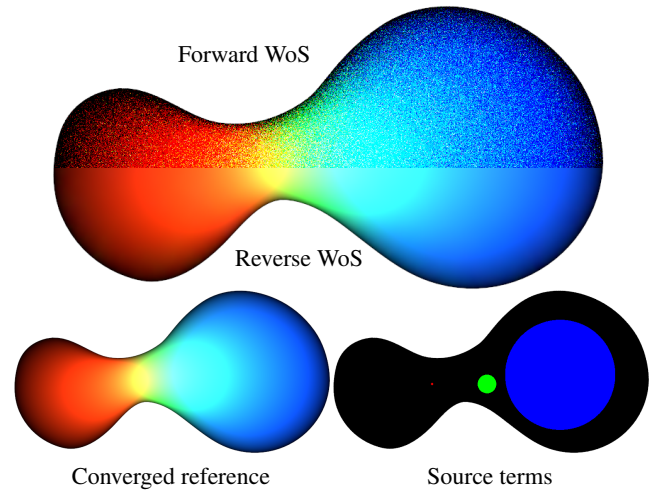 Forward WoS
Reverse WoS
Converged reference
Source terms